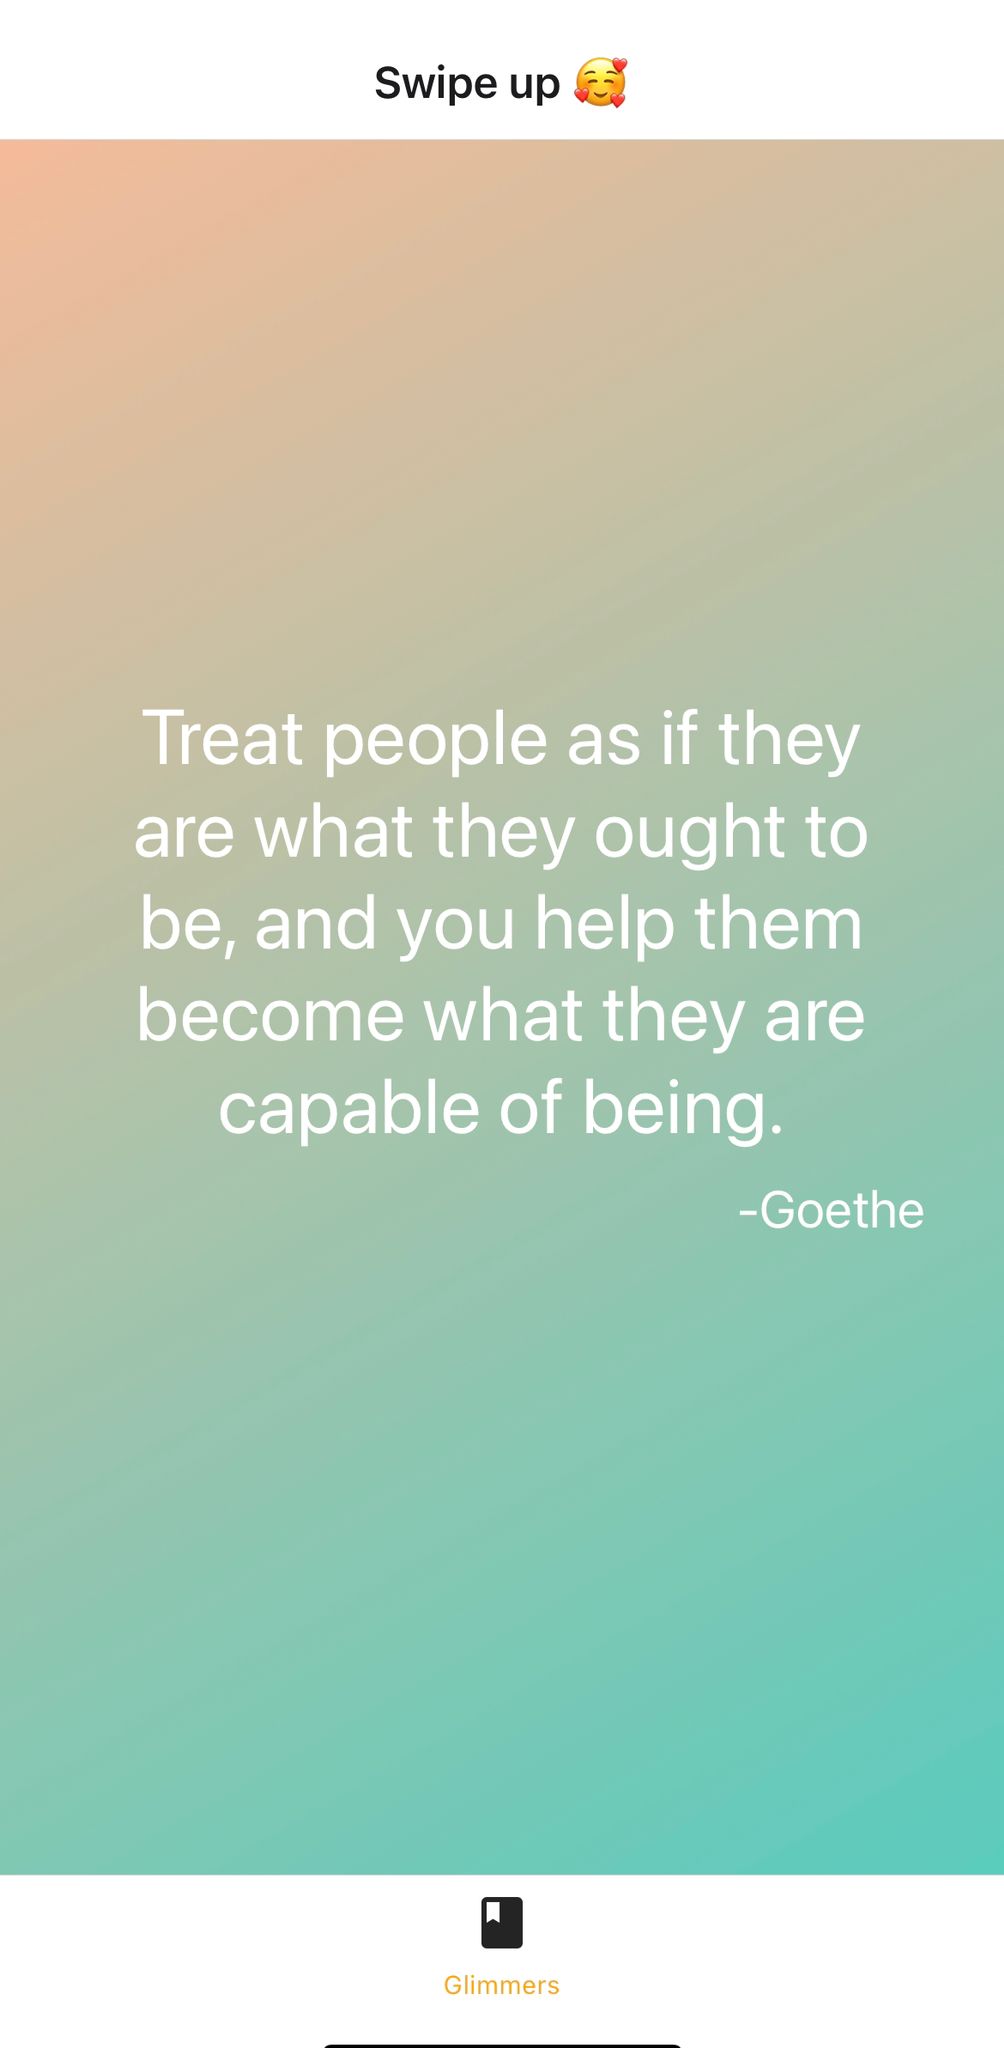 Swipe up 🥰
Treat people as if they
are what they ought to
be, and you help them
become what they are
capable of being.
-Goethe
Glimmers